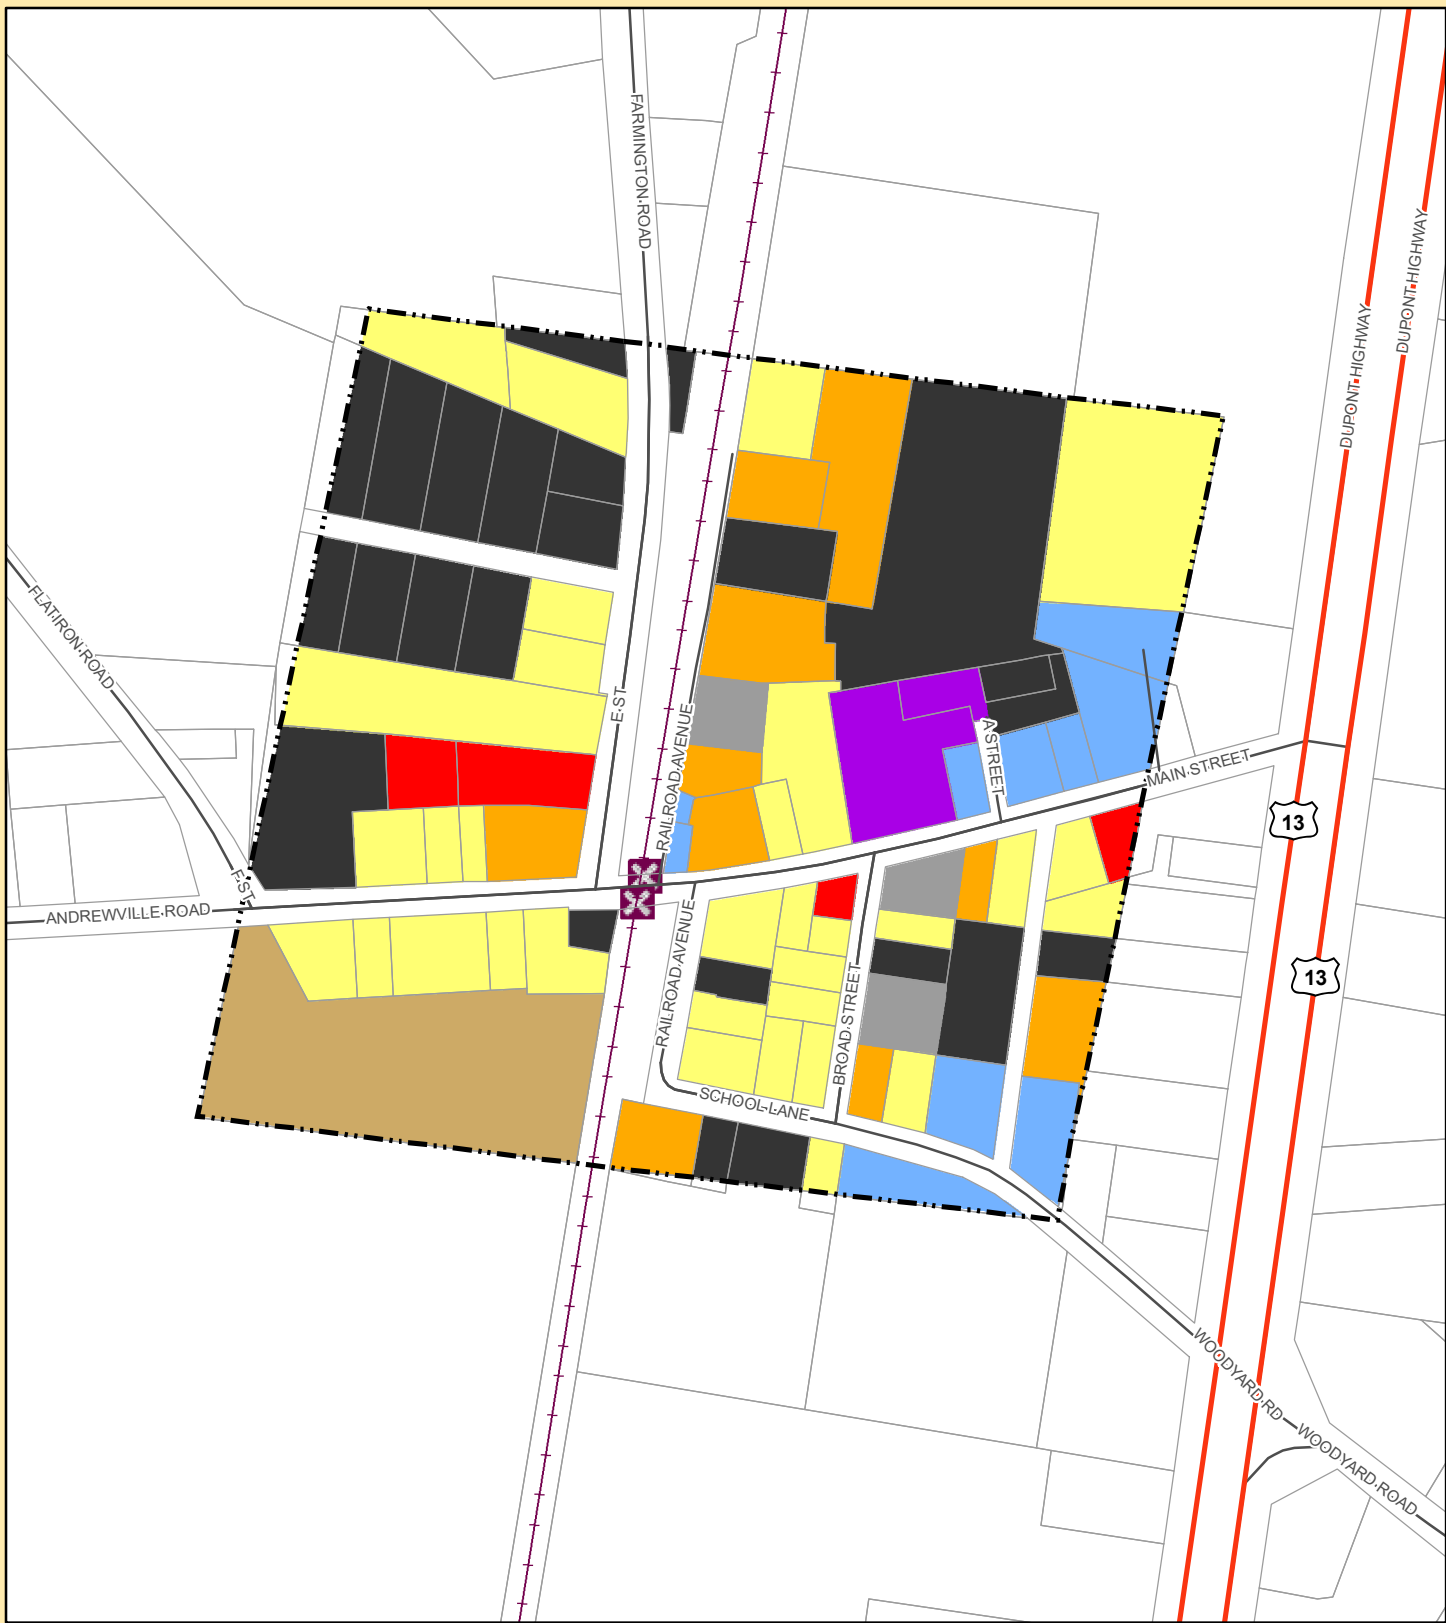 FARMINGTON ROAD
DUPONT HIGHWAY
DUPONT HIGHWAY
FLATIRON ROAD
E ST
RAILROAD AVENUE
A STREET
MAIN STREET
13
F ST
ANDREWVILLE ROAD
RAILROAD AVENUE
BROAD STREET
13
SCHOOL LANE
WOODYARD RD
WOODYARD ROAD